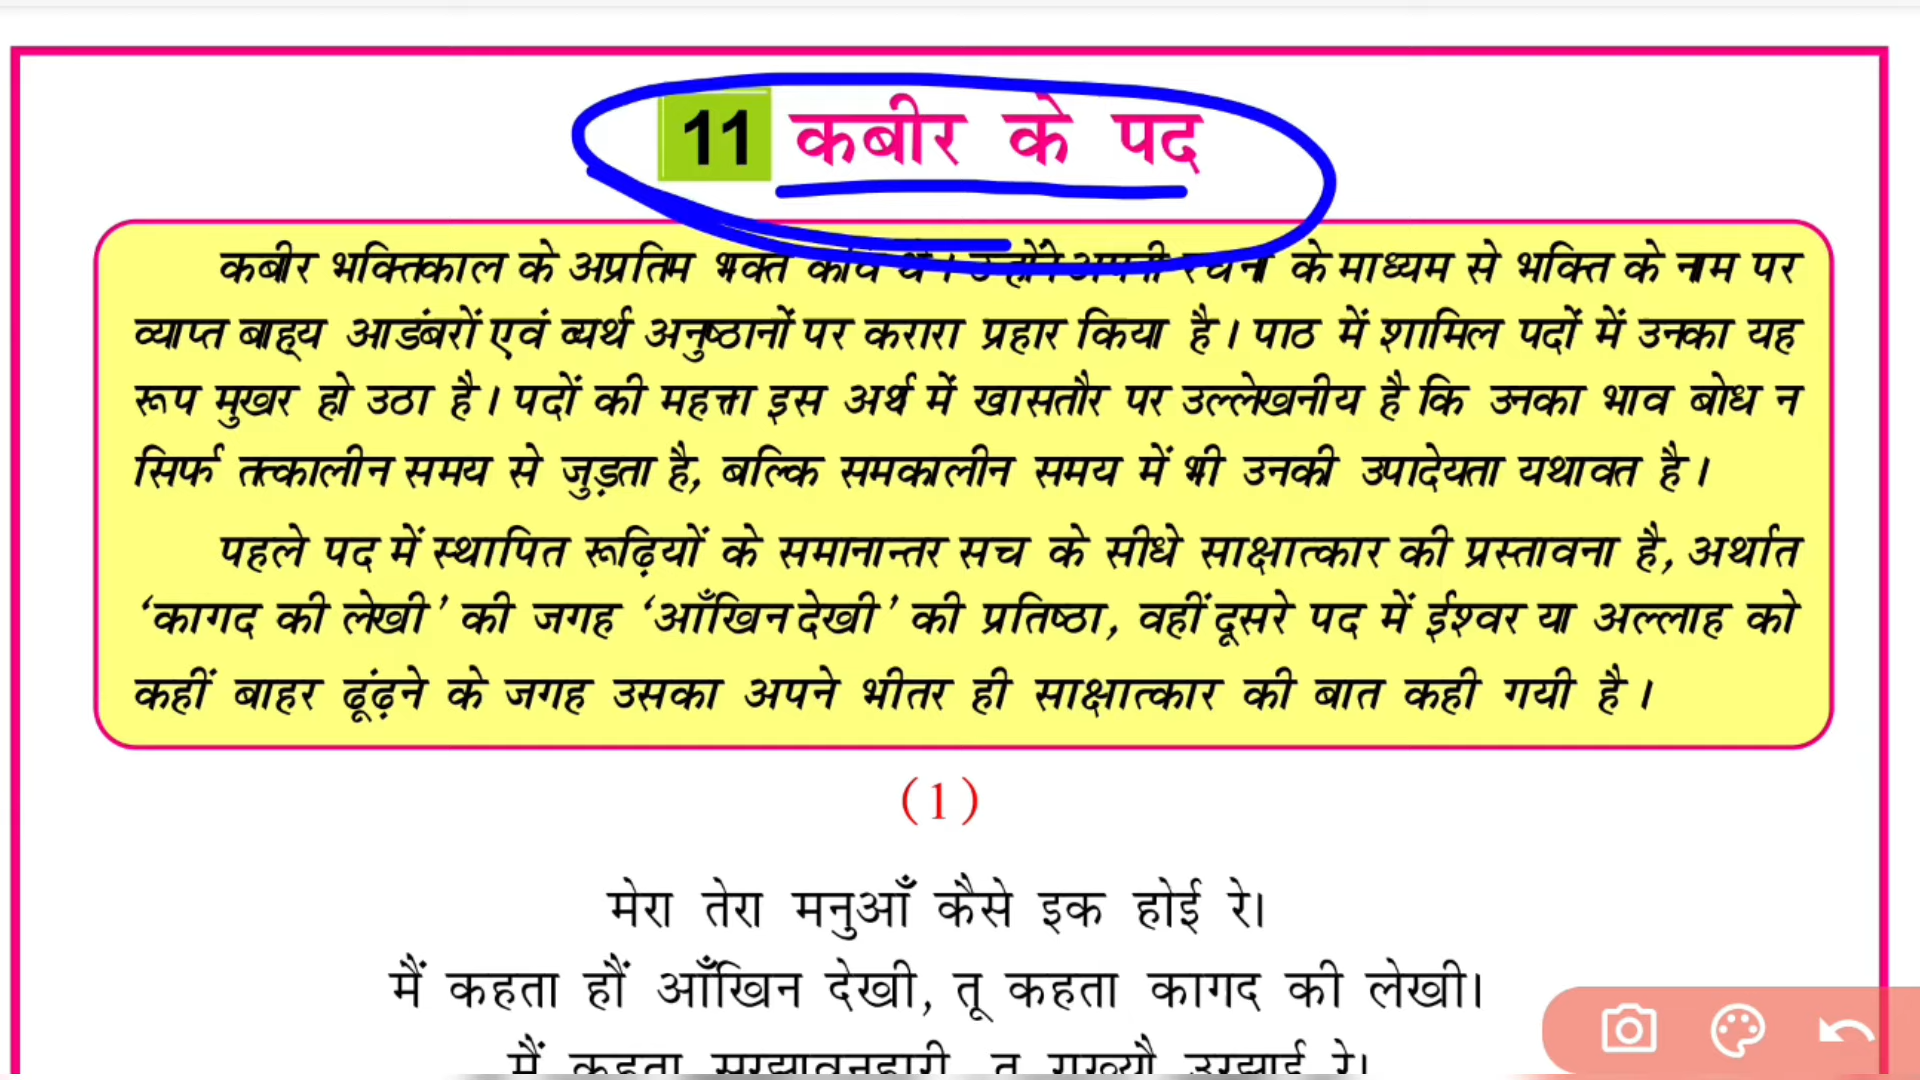 11 कबीर के पद
कबीर भक्तिकाल के अप्रतिम भक्त कवि थे। उन्होंने अपनी रचना के माध्यम से भक्ति के नाम पर
व्याप्त बाह्य आडंबरों एवं व्यर्थ अनुष्ठानों पर करारा प्रहार किया है। पाठ में शामिल पदों में उनका यह
रूप मुखर हो उठा है। पदों की महत्ता इस अर्थ में खासतौर पर उल्लेखनीय है कि उनका भाव बोध न
सिर्फ तत्कालीन समय से जुड़ता है, बल्कि समकालीन समय में भी उनकी उपादेयता यथावत है।
पहले पद में स्थापित रूढ़ियों के समानान्तर सच के सीधे साक्षात्कार की प्रस्तावना है, अर्थात
‘कागद की लेखी’ की जगह ‘आँखिन देखी’ की प्रतिष्ठा, वहीं दूसरे पद में ईश्वर या अल्लाह को
कहीं बाहर ढूंढ़ने के जगह उसका अपने भीतर ही साक्षात्कार की बात कही गयी है।
(1)
मेरा तेरा मनुआँ कैसे इक होई रे।
मैं कहता हौं आँखिन देखी, तू कहता कागद की लेखी।
मैं कहता सुरझावनहारी, तू राख्यौ उरझाई रे।